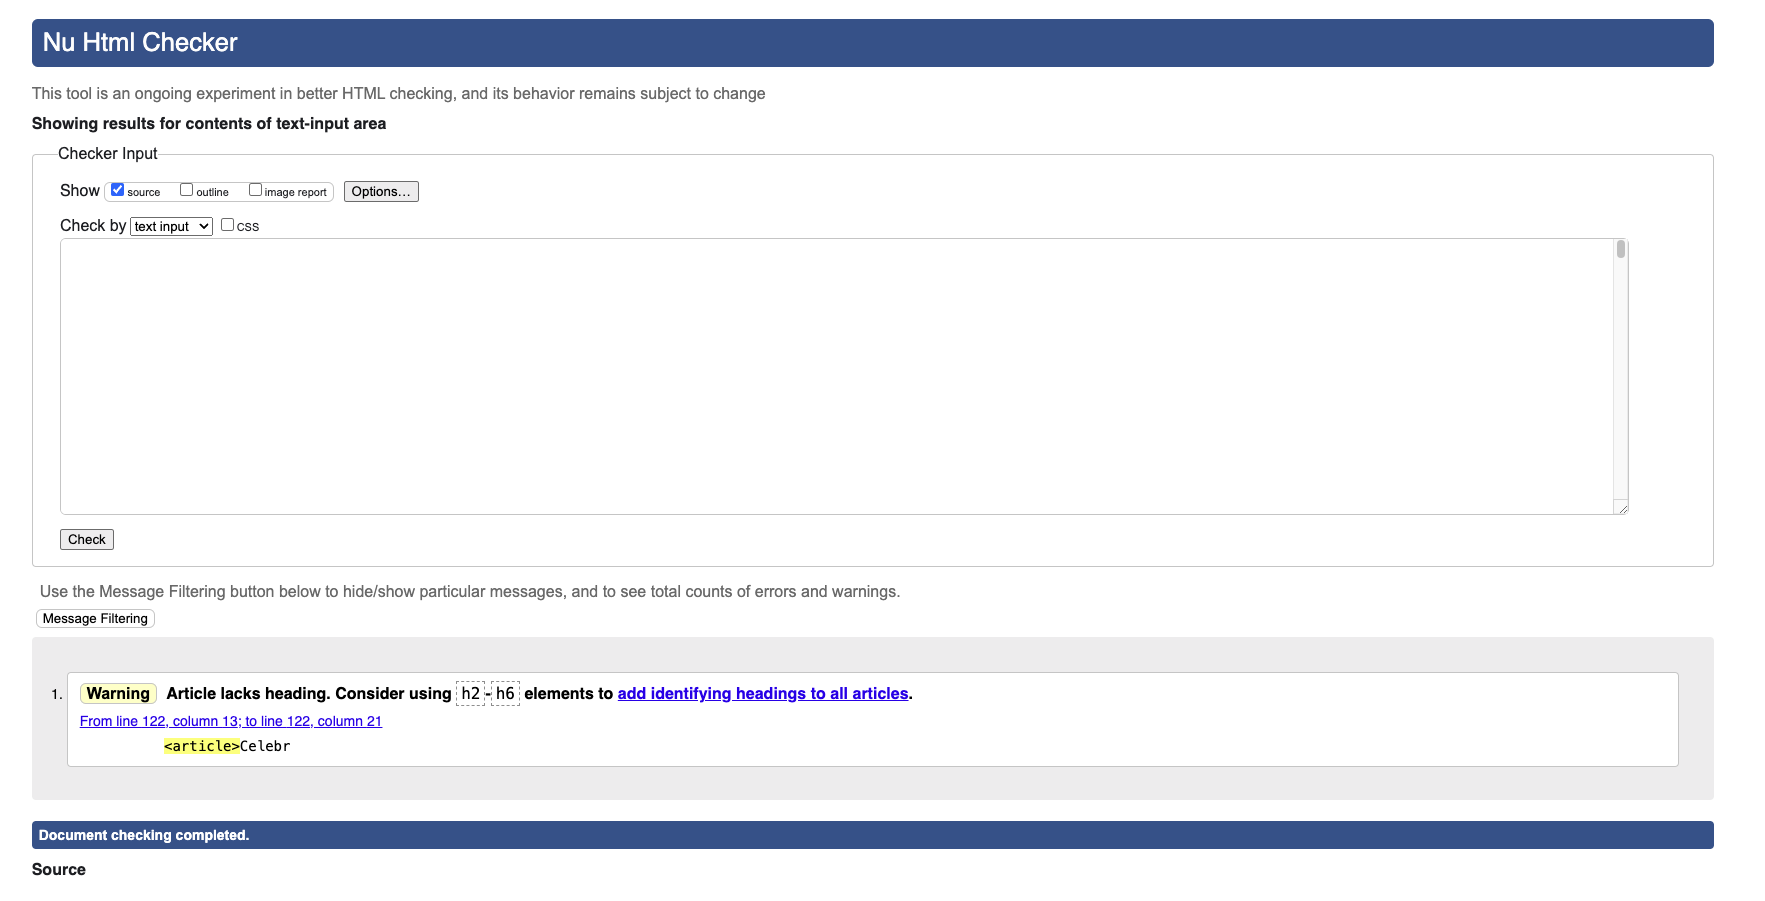 Nu Html Checker
This tool is an ongoing experiment in better HTML checking, and its behavior remains subject to change
Showing results for contents of text-input area
Checker Input
Show source outline image report Options...
Check by text input CSS
Check
Use the Message Filtering button below to hide/show particular messages, and to see total counts of errors and warnings.
Message Filtering
1. Warning Article lacks heading. Consider using h2-h6 elements to add identifying headings to all articles.
From line 122, column 13; to line 122, column 21
<article>Celebr
Document checking completed.
Source